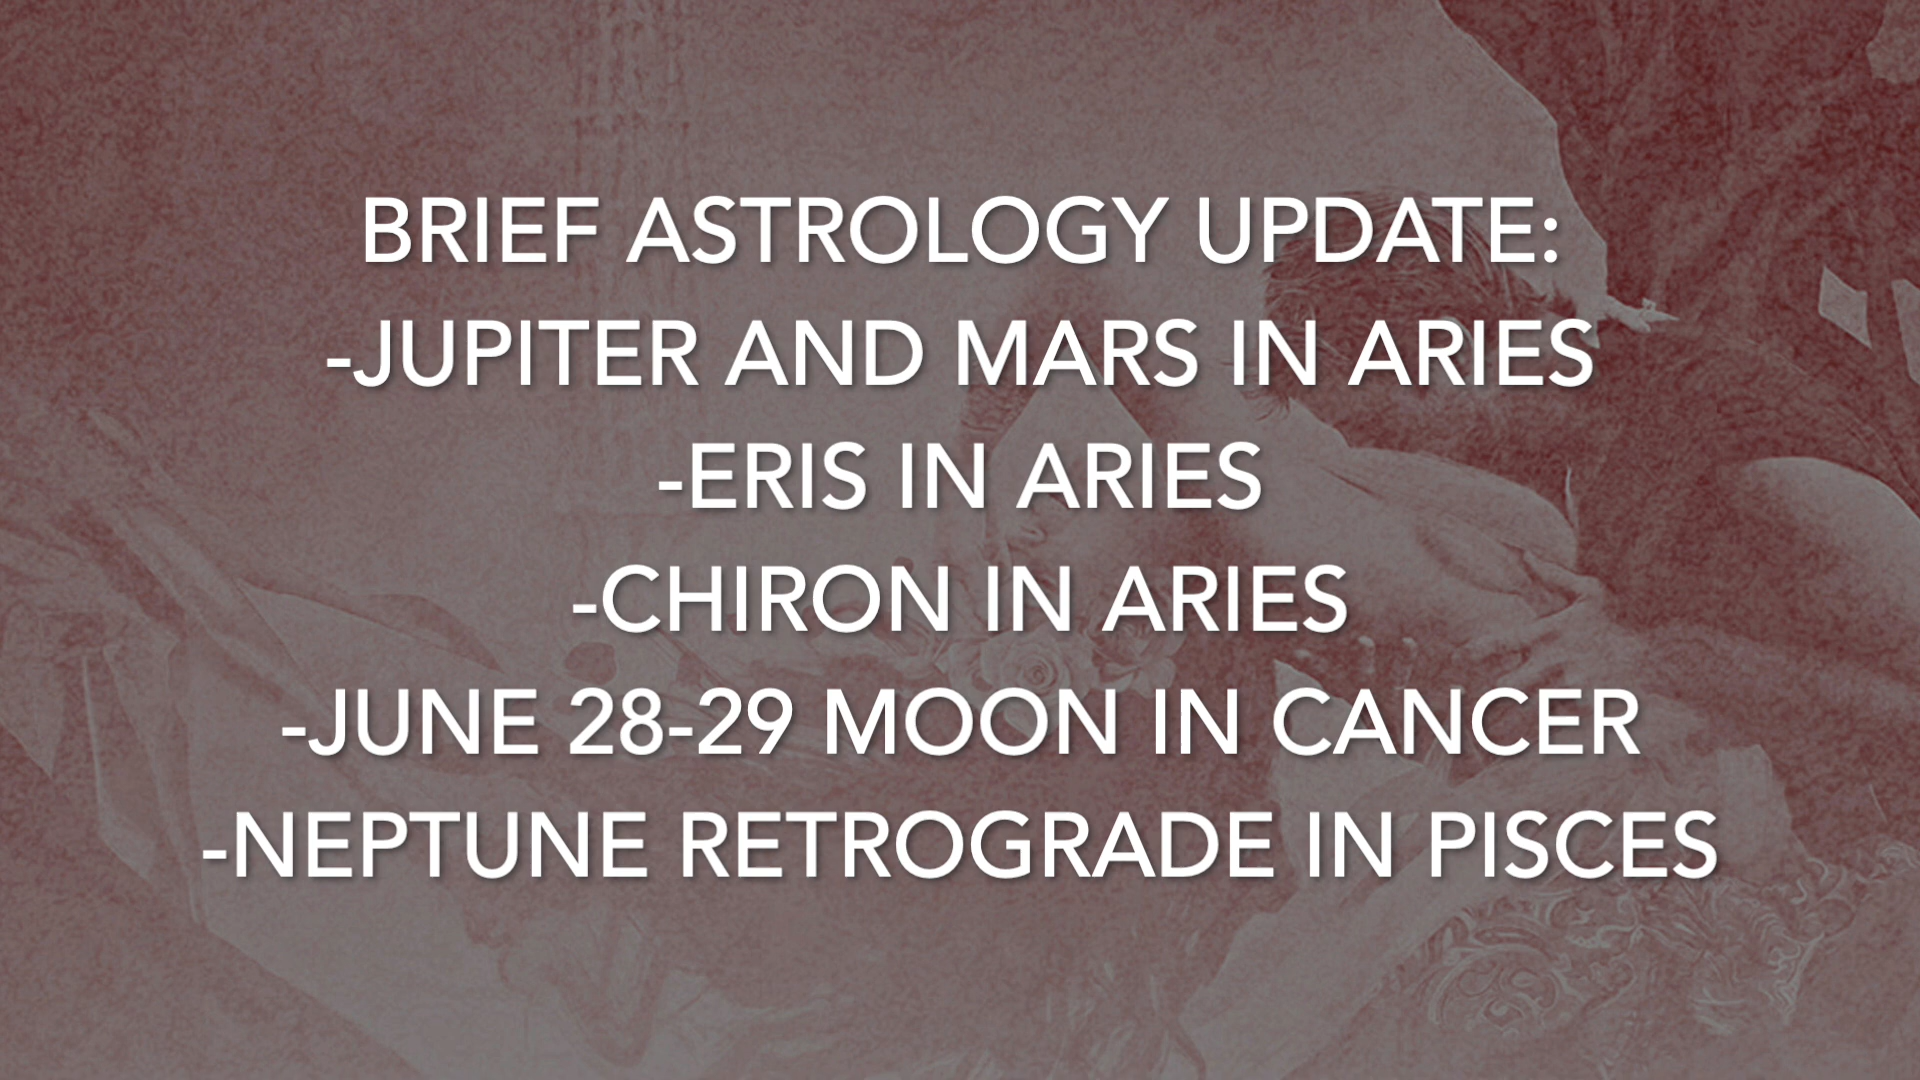 BRIEF ASTROLOGY UPDATE:
-JUPITER AND MARS IN ARIES
-ERIS IN ARIES
-CHIRON IN ARIES
-JUNE 28-29 MOON IN CANCER
-NEPTUNE RETROGRADE IN PISCES